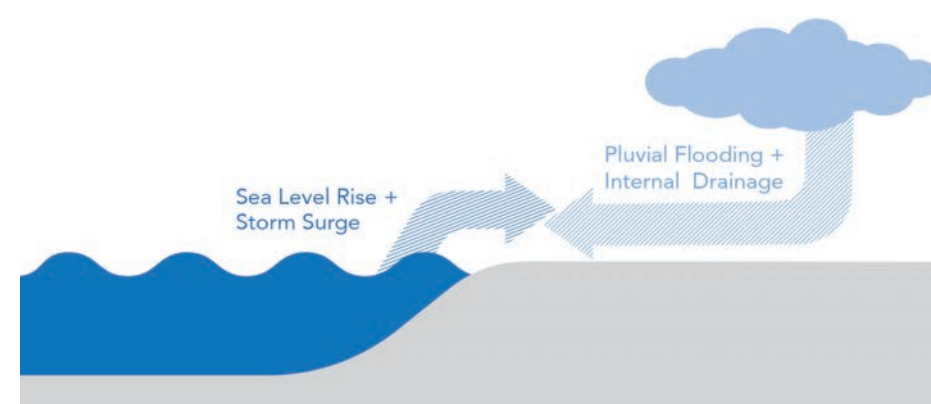 Sea Level Rise +
Storm Surge
Pluvial Flooding +
Internal Drainage